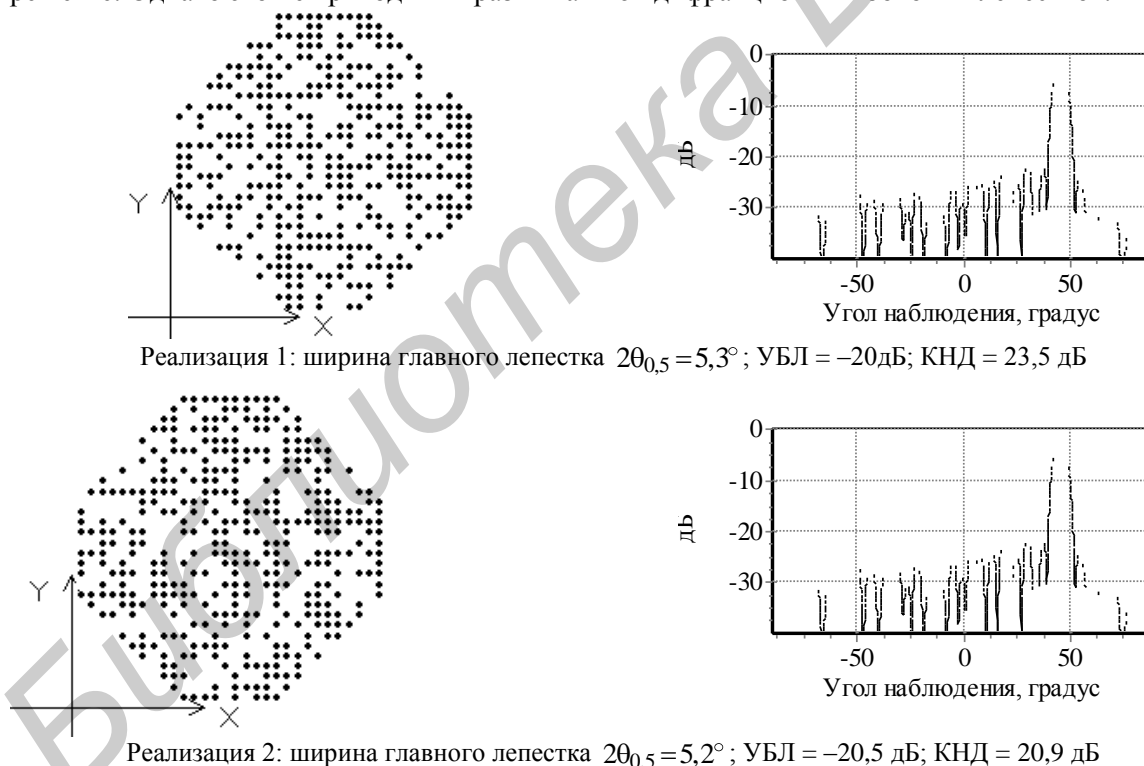 0
-10
-20
-30
дБ
-50 0 50
Угол наблюдения, градус
Y
X
Реализация 1: ширина главного лепестка 2θ0,5 = 5,3°; УБЛ = –20дБ; КНД = 23,5 дБ
0
-10
-20
-30
дБ
-50 0 50
Угол наблюдения, градус
Y
X
Реализация 2: ширина главного лепестка 2θ0,5 = 5,2°; УБЛ = –20,5 дБ; КНД = 20,9 дБ
Библиотека